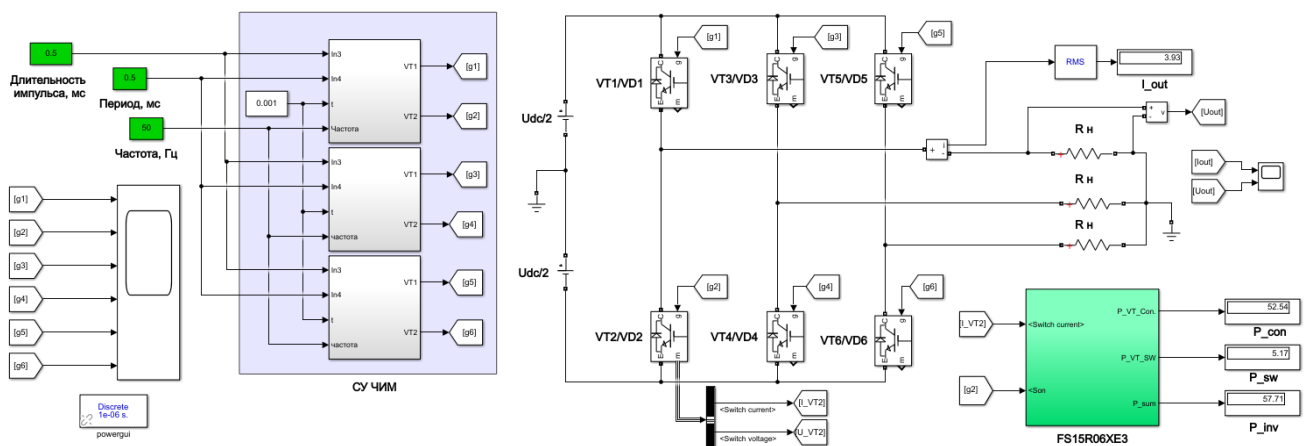 0.5
Длительность
импульса, мс
0.5
Период, мс
50
Частота, Гц
0.001
In3
In4
t
Частота
VT1
VT2
[g1]
[g2]
In3
In4
t
частота
VT1
VT2
[g3]
[g4]
In3
In4
t
частота
VT1
VT2
[g5]
[g6]
СУ ЧИМ
[g1]
[g2]
[g3]
[g4]
[g5]
[g6]
Discrete
1e-06 s.
powergui
Udc/2
Udc/2
[g1]
[g3]
[g5]
VT1/VD1
VT3/VD3
VT5/VD5
C
g
E
m
C
g
E
m
C
g
E
m
[g2]
[g4]
[g6]
VT2/VD2
VT4/VD4
VT6/VD6
C
g
E
m
C
g
E
m
C
g
E
m
<Switch current>
[I_VT2]
<Switch voltage>
[U_VT2]
+
i
-
RMS
3.93
I_out
+
-
v
[Uout]
R н
+
R н
+
R н
+
[Iout]
[Uout]
[I_VT2]
<Switch current>
[g2]
<Son
P_VT_Con.
P_VT_SW
P_sum
FS15R06XE3
52.54
P_con
5.17
P_sw
57.71
P_inv